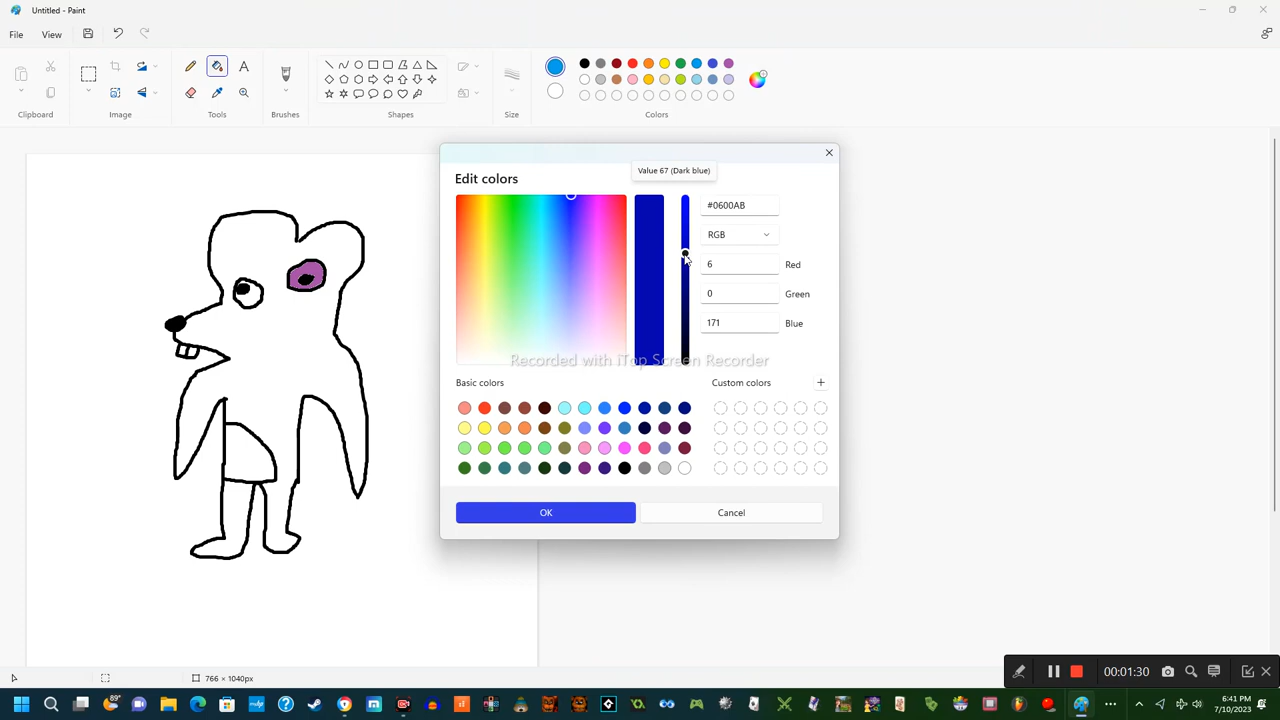 Untitled - Paint
File
View
Clipboard
Image
Tools
Brushes
Shapes
Size
Colors
Value 67 (Dark blue)
Edit colors
#0600AB
RGB
6
Red
0
Green
171
Blue
Recorded with iTop Screen Recorder
Basic colors
Custom colors
OK
Cancel
766 × 1040px
00:01:30
89°
6:41 PM
7/10/2023